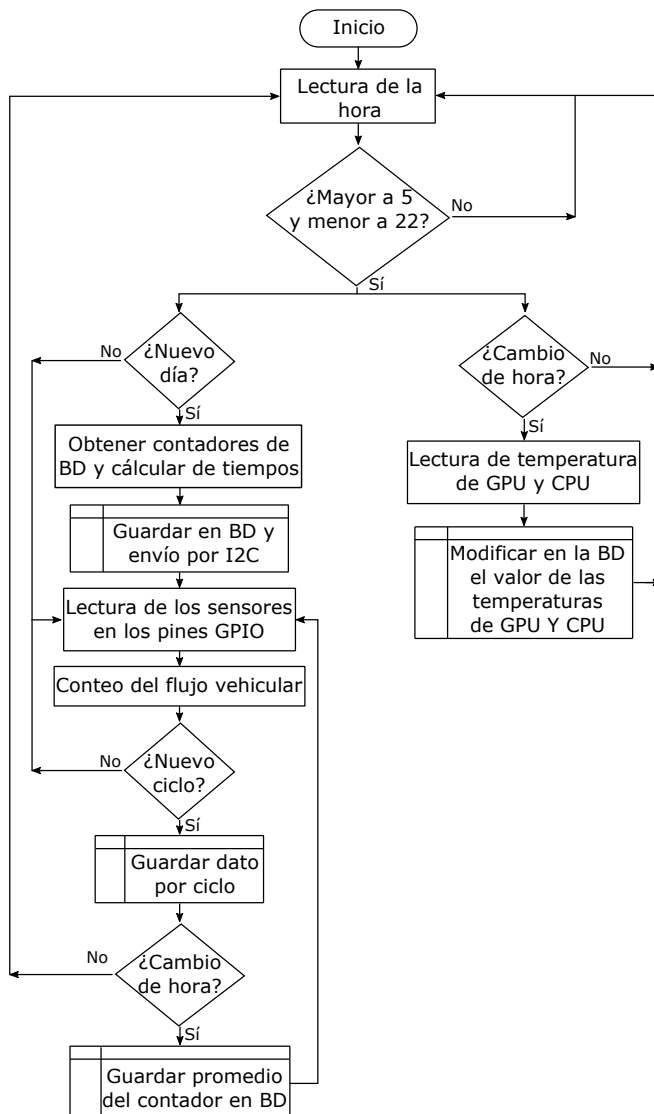 Inicio
Lectura de la
hora
¿Mayor a 5
y menor a 22?
No
Sí
¿Nuevo
día?
No
Sí
Obtener contadores de
BD y cálcular de tiempos
Guardar en BD y
envío por I2C
Lectura de los sensores
en los pines GPIO
Conteo del flujo vehicular
¿Nuevo
ciclo?
No
Sí
Guardar dato
por ciclo
¿Cambio
de hora?
No
Sí
Guardar promedio
del contador en BD
¿Cambio
de hora?
No
Sí
Lectura de temperatura
de GPU y CPU
Modificar en la BD
el valor de las
temperaturas
de GPU Y CPU